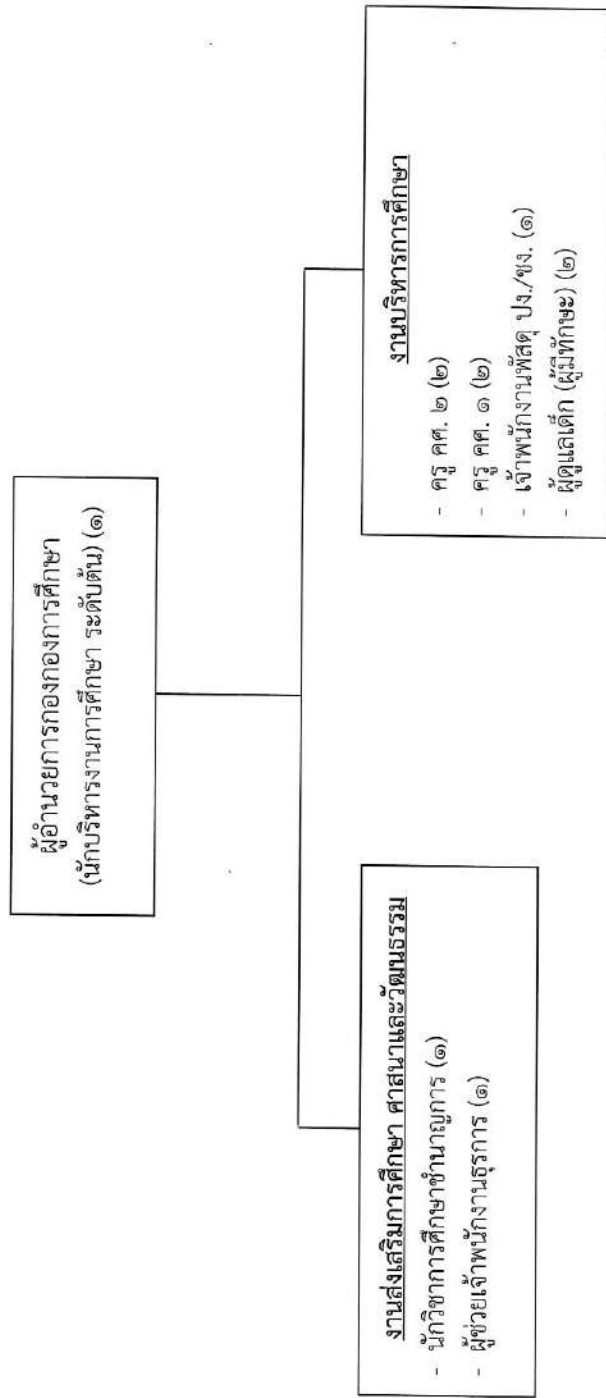 ผู้อำนวยการกองกองการศึกษา
(นักบริหารงานการศึกษา ระดับต้น) (๑)
งานส่งเสริมการศึกษา ศาสนาและวัฒนธรรม
- นักวิชาการศึกษาชำนาญการ (๑)
- ผู้ช่วยเจ้าพนักงานธุรการ (๑)
งานบริหารการศึกษา
- ครู คศ. ๒ (๒)
- ครู คศ. ๑ (๒)
- เจ้าพนักงานพัสดุ ปง./ชง. (๑)
- ผู้ดูแลเด็ก (ผู้มีทักษะ) (๒)